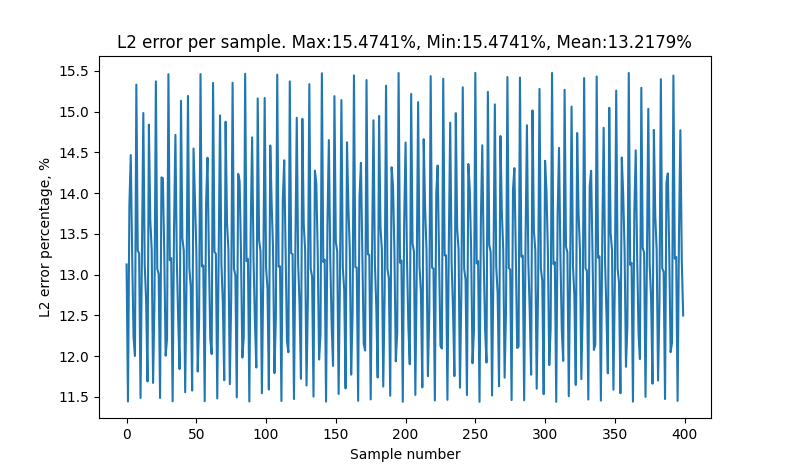 L2 error per sample. Max:15.4741%, Min:15.4741%, Mean:13.2179%
L2 error percentage, %
15.5
15.0
14.5
14.0
13.5
13.0
12.5
12.0
11.5
0 50 100 150 200 250 300 350 400
Sample number